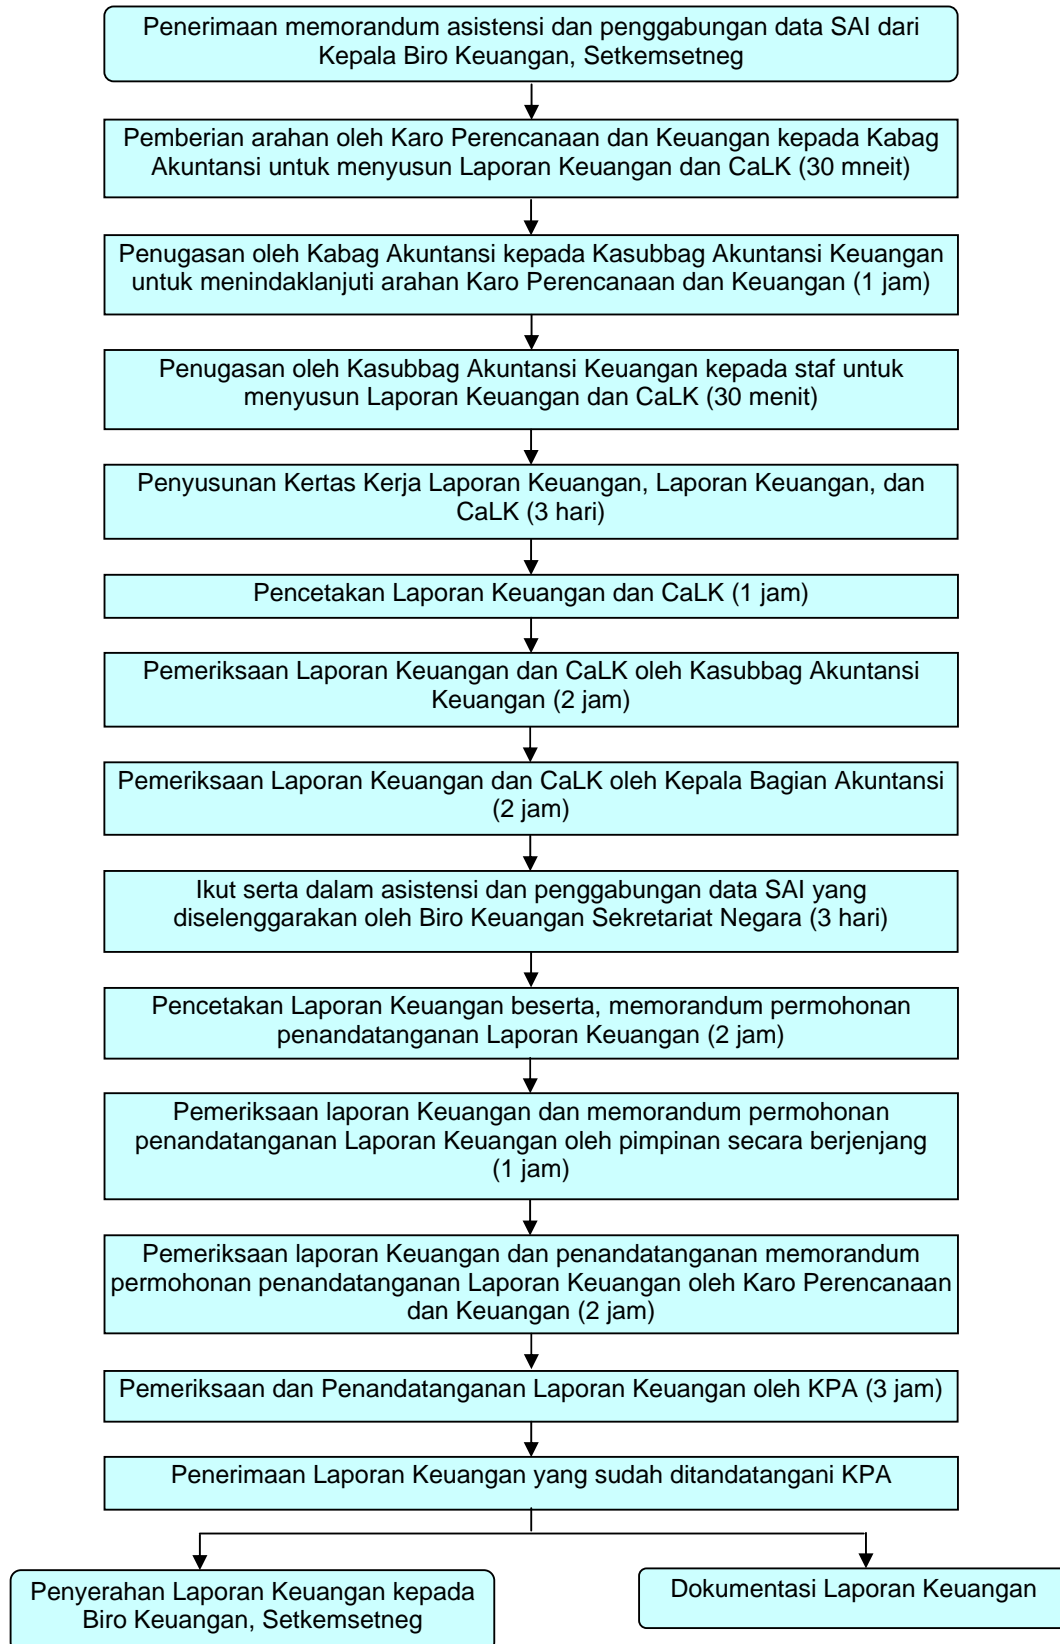 Penerimaan memorandum asistensi dan penggabungan data SAI dari
Kepala Biro Keuangan, Setkemsetneg
Pemberian arahan oleh Karo Perencanaan dan Keuangan kepada Kabag
Akuntansi untuk menyusun Laporan Keuangan dan CaLK (30 mneit)
Penugasan oleh Kabag Akuntansi kepada Kasubbag Akuntansi Keuangan
untuk menindaklanjuti arahan Karo Perencanaan dan Keuangan (1 jam)
Penugasan oleh Kasubbag Akuntansi Keuangan kepada staf untuk
menyusun Laporan Keuangan dan CaLK (30 menit)
Penyusunan Kertas Kerja Laporan Keuangan, Laporan Keuangan, dan
CaLK (3 hari)
Pencetakan Laporan Keuangan dan CaLK (1 jam)
Pemeriksaan Laporan Keuangan dan CaLK oleh Kasubbag Akuntansi
Keuangan (2 jam)
Pemeriksaan Laporan Keuangan dan CaLK oleh Kepala Bagian Akuntansi
(2 jam)
Ikut serta dalam asistensi dan penggabungan data SAI yang
diselenggarakan oleh Biro Keuangan Sekretariat Negara (3 hari)
Pencetakan Laporan Keuangan beserta, memorandum permohonan
penandatanganan Laporan Keuangan (2 jam)
Pemeriksaan laporan Keuangan dan memorandum permohonan
penandatanganan Laporan Keuangan oleh pimpinan secara berjenjang
(1 jam)
Pemeriksaan laporan Keuangan dan penandatanganan memorandum
permohonan penandatanganan Laporan Keuangan oleh Karo Perencanaan
dan Keuangan (2 jam)
Pemeriksaan dan Penandatanganan Laporan Keuangan oleh KPA (3 jam)
Penerimaan Laporan Keuangan yang sudah ditandatangani KPA
Penyerahan Laporan Keuangan kepada
Biro Keuangan, Setkemsetneg
Dokumentasi Laporan Keuangan